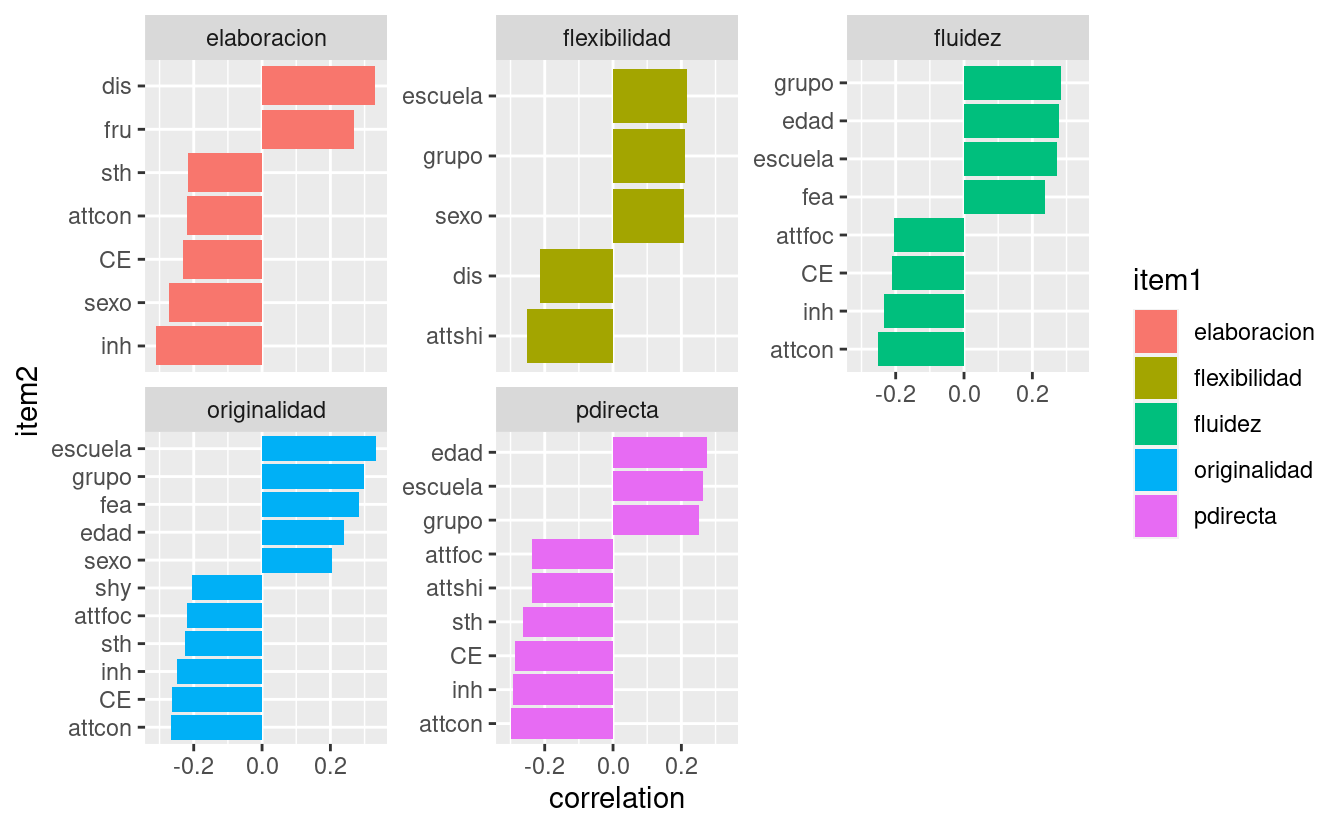 item2
elaboracion
dis
fru
sth
attcon
CE
sexo
inh
flexibilidad
escuela
grupo
sexo
dis
attshi
fluidez
grupo
edad
escuela
fea
attfoc
CE
inh
attcon
-0.2 0.0 0.2
originalidad
escuela
grupo
fea
edad
sexo
shy
attfoc
sth
inh
CE
attcon
-0.2 0.0 0.2
pdirecta
edad
escuela
grupo
attfoc
attshi
sth
CE
inh
attcon
-0.2 0.0 0.2
correlation
item1
elaboracion
flexibilidad
fluidez
originalidad
pdirecta